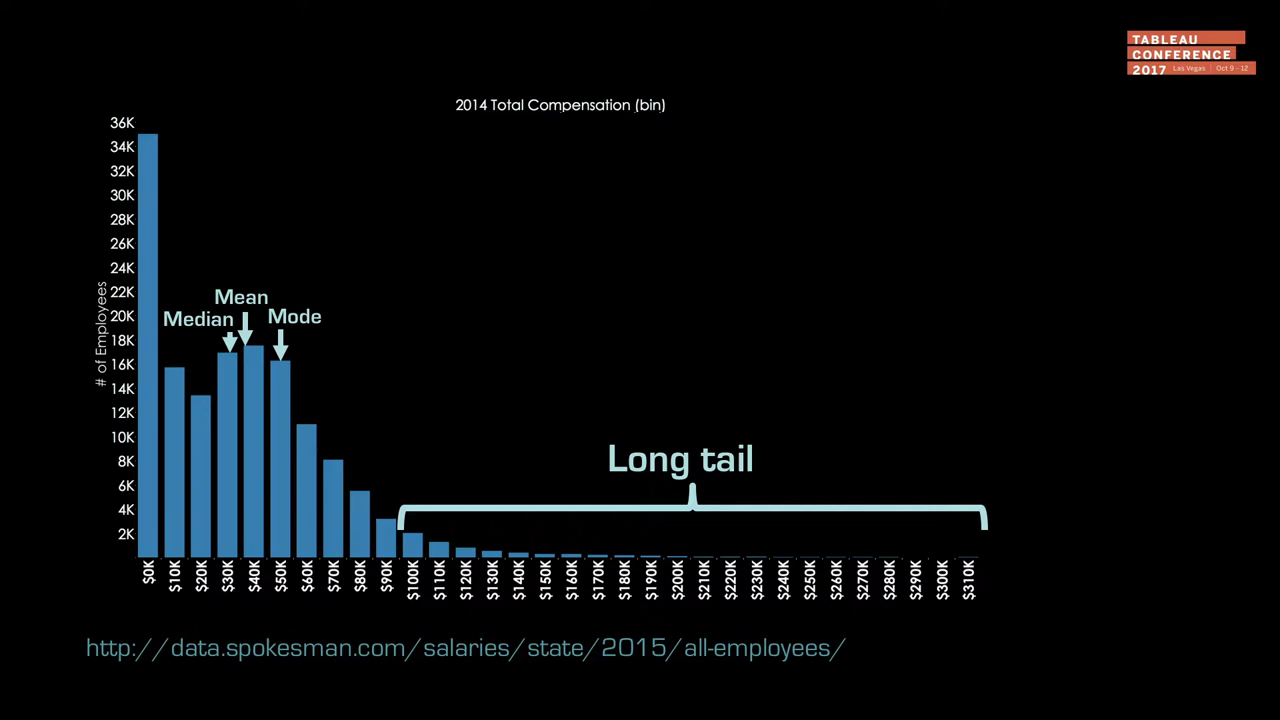 TABLEAU
CONFERENCE
2017 Las Vegas | Oct 9 - 12
2014 Total Compensation (bin)
36K
34K
32K
30K
28K
26K
24K
22K
20K
18K
16K
14K
12K
10K
8K
6K
4K
2K
# of Employees
Mean
Median
Mode
Long tail
$0K
$10K
$20K
$30K
$40K
$50K
$60K
$70K
$80K
$90K
$100K
$110K
$120K
$130K
$140K
$150K
$160K
$170K
$180K
$190K
$200K
$210K
$220K
$230K
$240K
$250K
$260K
$270K
$280K
$290K
$300K
$310K
http://data.spokesman.com/salaries/state/2015/all-employees/